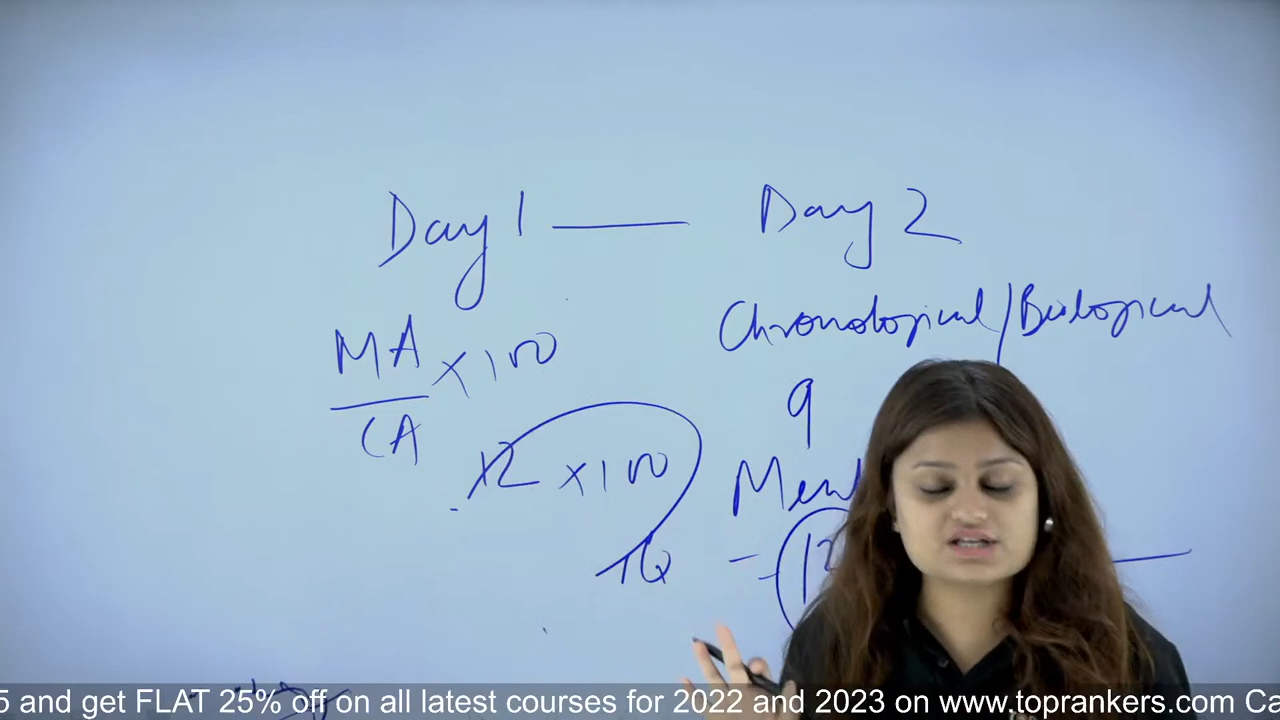 Day 1 — Day 2
Chronological/Biological
MA
x 100
CA
9
12 x 100
IQ -
5 and get FLAT 25% off on all latest courses for 2022 and 2023 on www.toprankers.com Ca